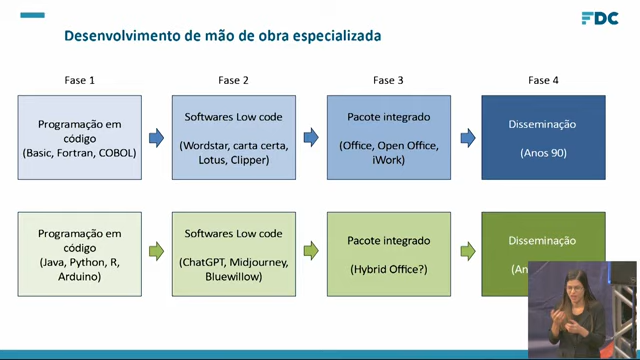 FDC
Desenvolvimento de mão de obra especializada
Fase 1
Fase 2
Fase 3
Fase 4
Programação em
código
(Basic, Fortran, COBOL)
Softwares Low code
(Wordstar, carta certa,
Lotus, Clipper)
Pacote integrado
(Office, Open Office,
iWork)
Disseminação
(Anos 90)
Programação em
código
(Java, Python, R,
Arduino)
Softwares Low code
(ChatGPT, Midjourney,
Bluewillow)
Pacote integrado
(Hybrid Office?)
Disseminação